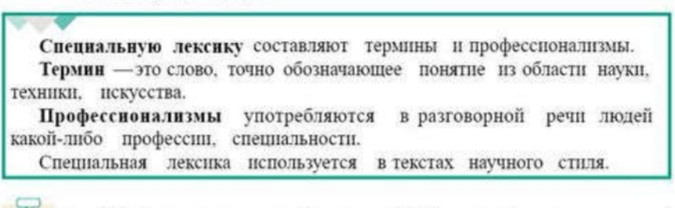 Специальную лексику составляют термины и профессионализмы.
Термин —это слово, точно обозначающее понятие из области науки,
техники, искусства.
Профессионализмы употребляются в разговорной речи людей
какой-либо профессии, специальности.
Специальная лексика используется в текстах научного стиля.